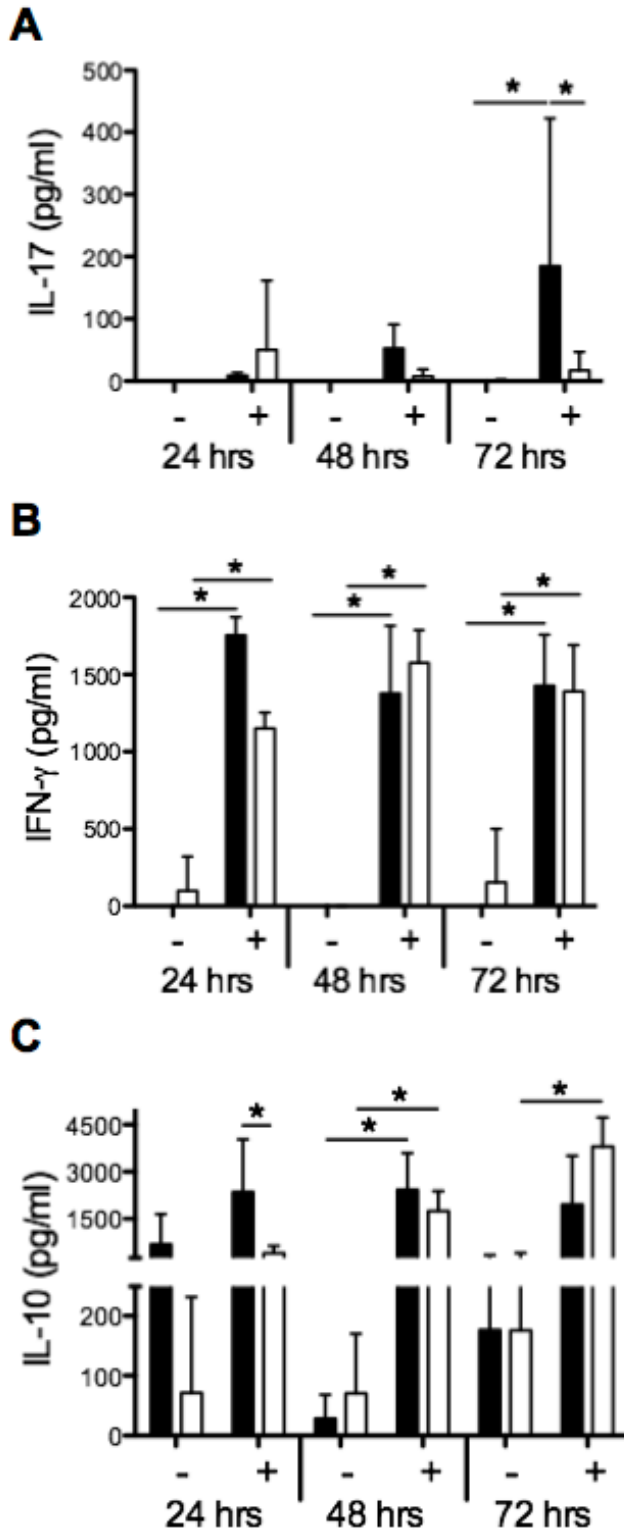 A
IL-17 (pg/ml)
500
400
300
200
100
0
* *
- + - + - +
24 hrs 48 hrs 72 hrs
B
IFN-γ (pg/ml)
2000
1500
1000
500
0
* * * * * *
- + - + - +
24 hrs 48 hrs 72 hrs
C
IL-10 (pg/ml)
4500
3000
1500
200
100
0
* * * *
- + - + - +
24 hrs 48 hrs 72 hrs